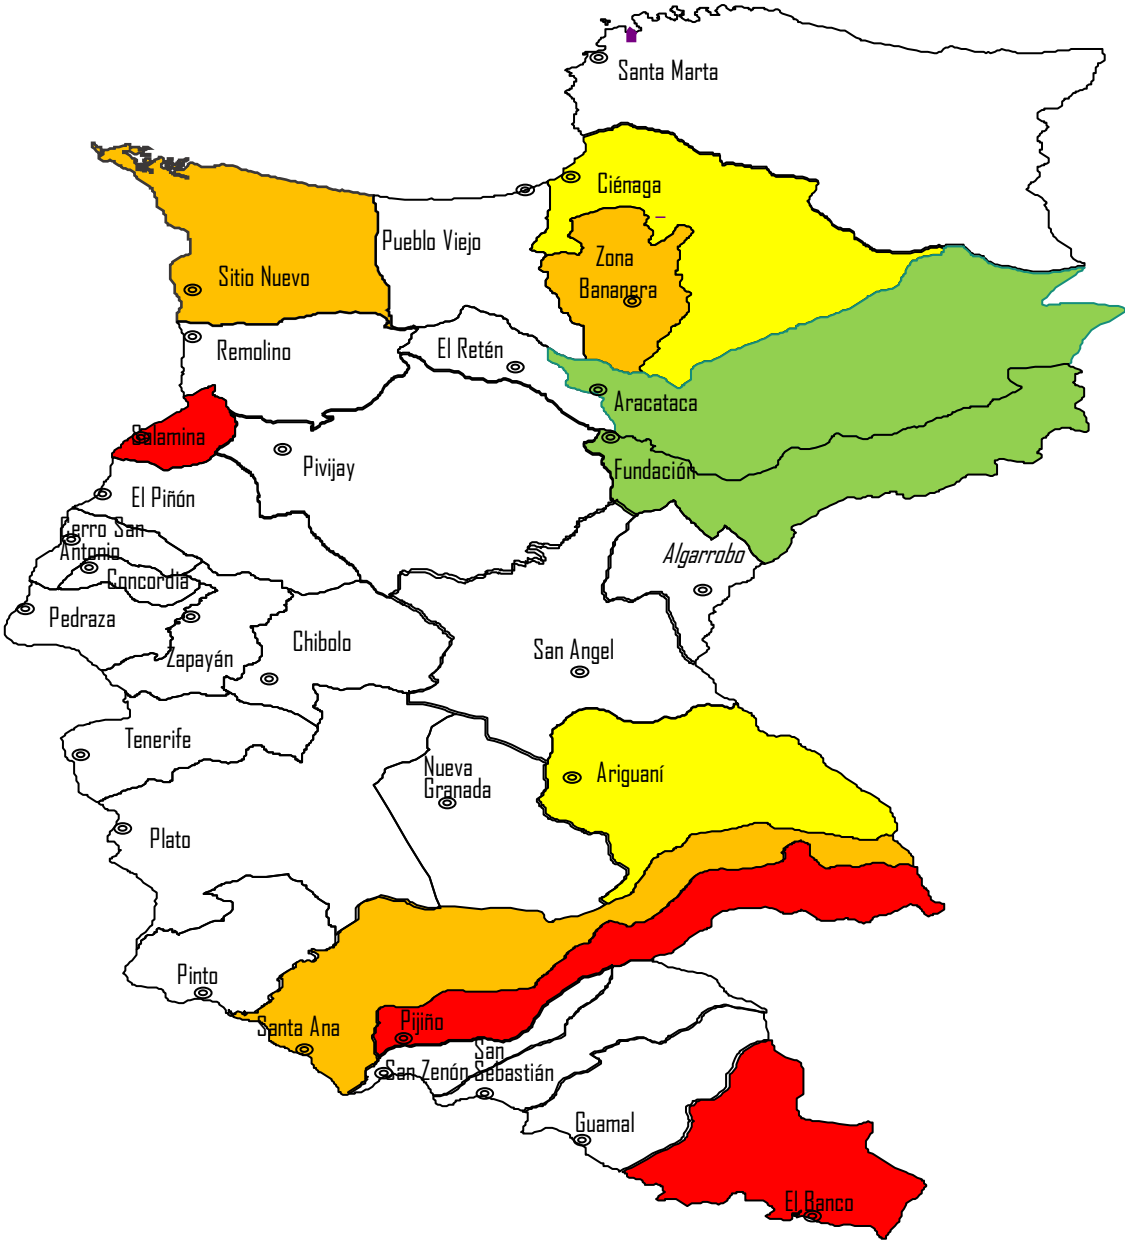 Santa Marta
Ciénaga
Pueblo Viejo
Zona
Bananera
Sitio Nuevo
Remolino
El Retén
Aracataca
Salamina
Pivijay
Fundación
El Piñón
Cerro San
Antonio
Algarrobo
Concordia
Pedraza
Chibolo
San Angel
Zapayán
Tenerife
Nueva
Granada
Ariguaní
Plato
Pinto
Santa Ana
Pijiño
San
Sebastián
San Zenón
Guamal
El Banco